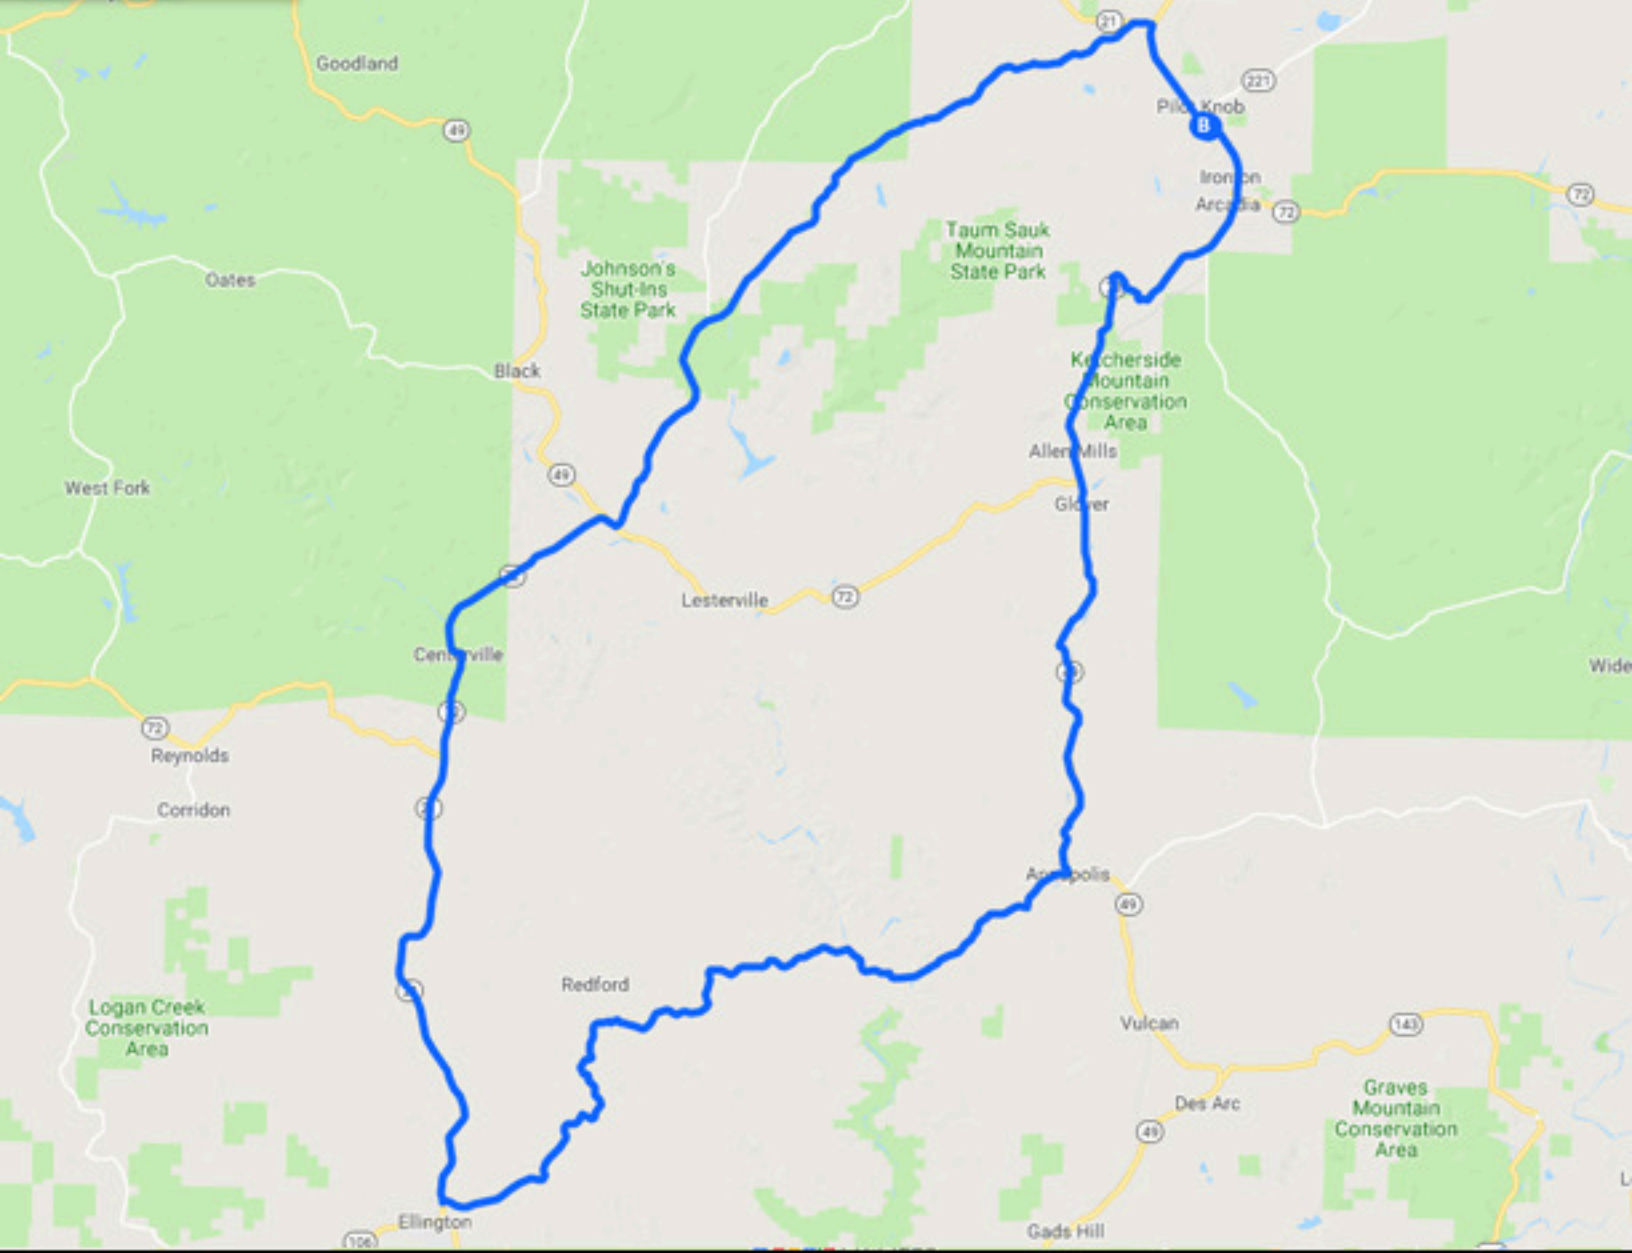 21
Goodland
221
Pilot Knob
49
Ironton
72
72
Arcadia
Taum Sauk
Mountain
State Park
Johnson's
Shut-Ins
State Park
Oates
Ketcherside
Mountain
Conservation
Area
Black
Allen Mills
49
West Fork
Glover
Lesterville
72
Centerville
Wide
72
Reynolds
Corridon
Annapolis
49
Redford
Logan Creek
Conservation
Area
Vulcan
143
Graves
Mountain
Conservation
Area
Des Arc
49
Ellington
106
Gads Hill
B